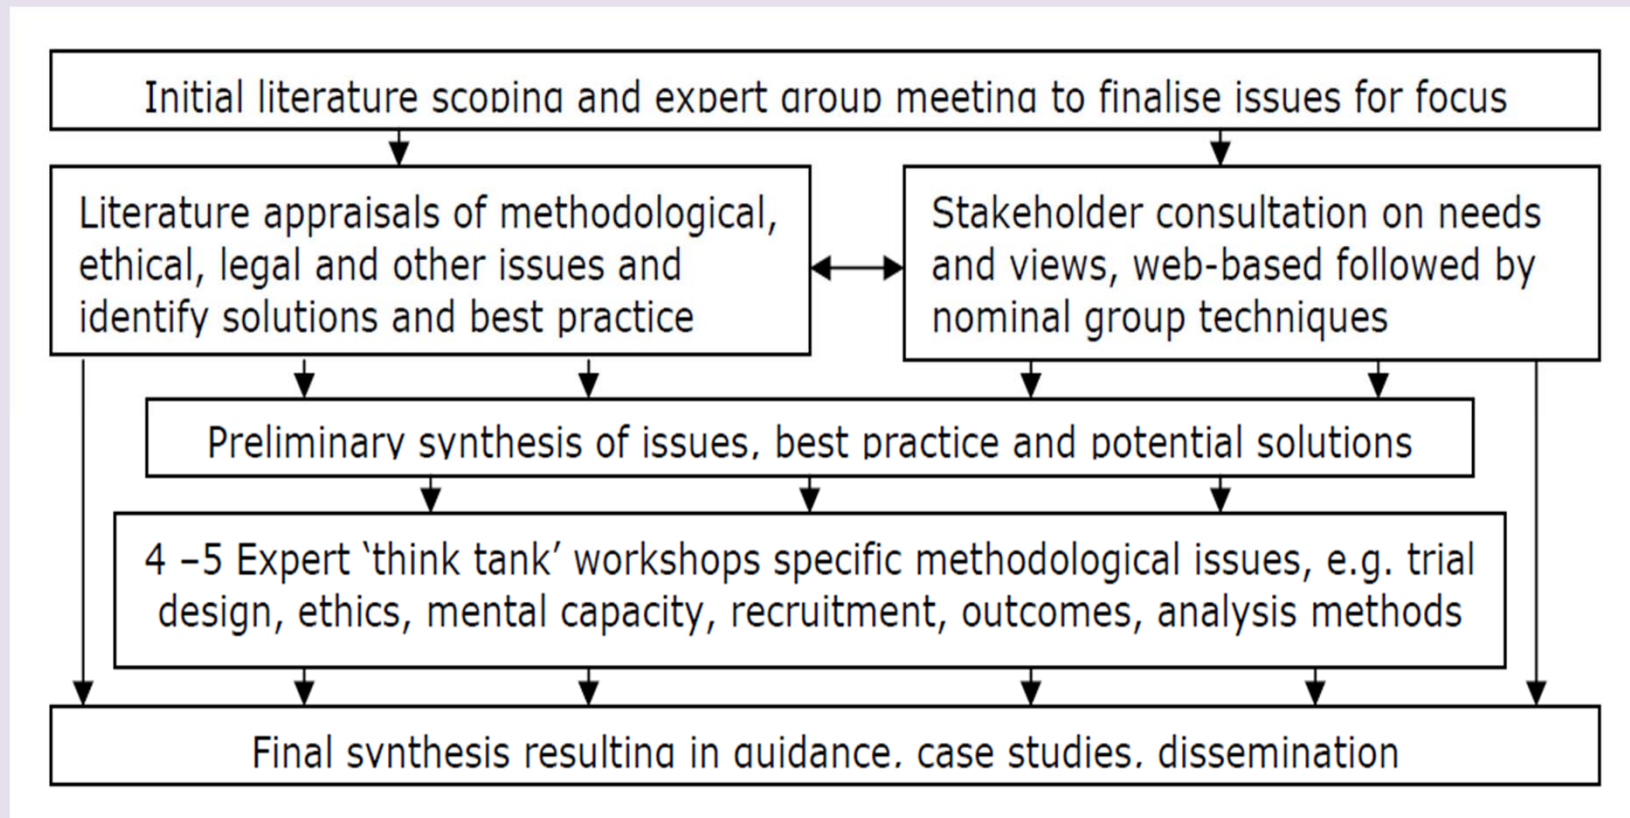 Initial literature scoping and expert group meeting to finalise issues for focus
Literature appraisals of methodological,
ethical, legal and other issues and
identify solutions and best practice
Stakeholder consultation on needs
and views, web-based followed by
nominal group techniques
Preliminary synthesis of issues, best practice and potential solutions
4 –5 Expert ‘think tank’ workshops specific methodological issues, e.g. trial
design, ethics, mental capacity, recruitment, outcomes, analysis methods
Final synthesis resulting in guidance, case studies, dissemination